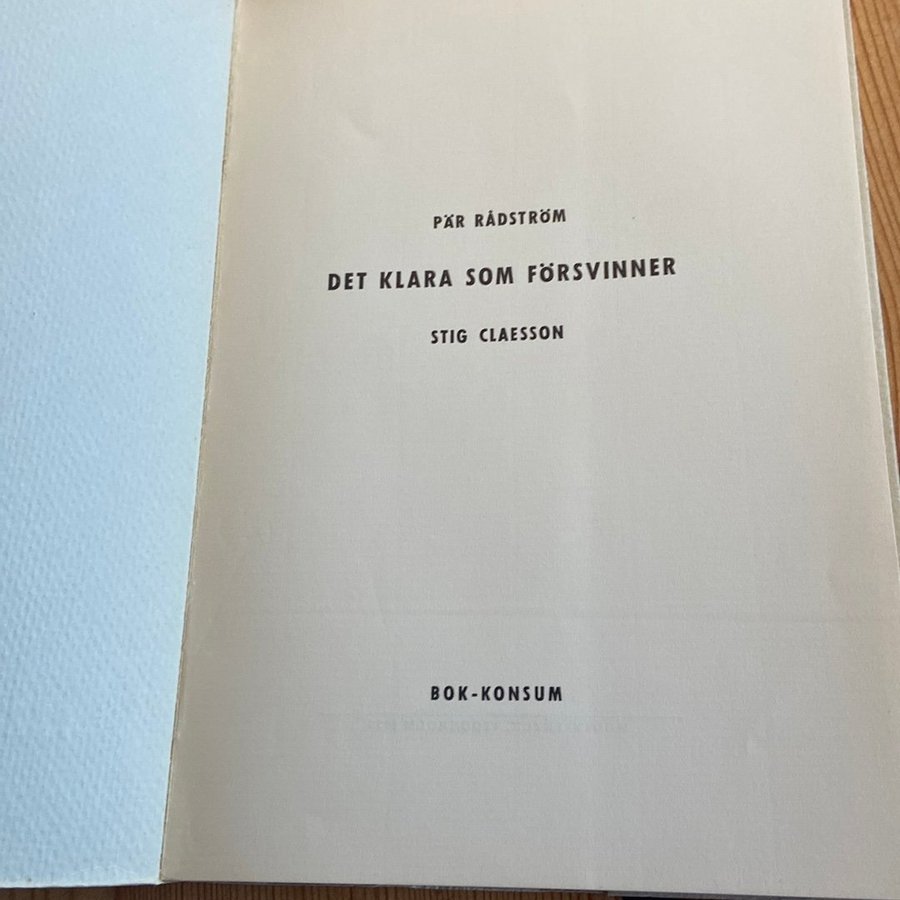 PÄR RÅDSTRÖM
DET KLARA SOM FÖRSVINNER
STIG CLAESSON
BOK-KONSUM